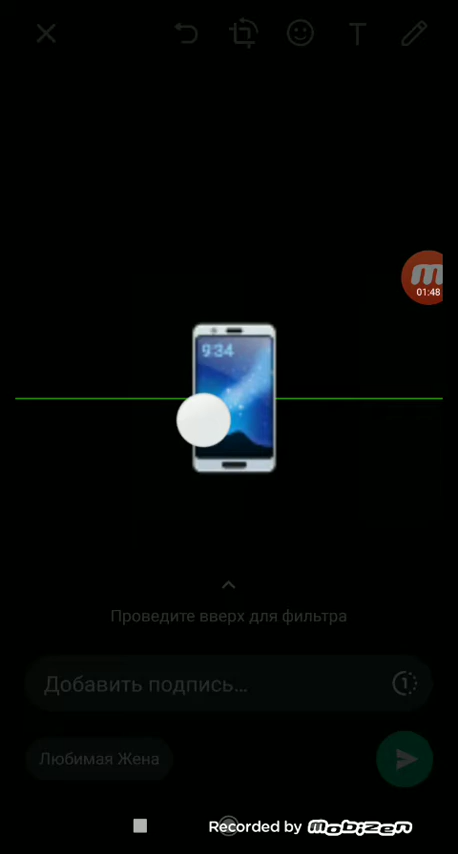 T
01:48
9:34
Проведите вверх для фильтра
Добавить подпись...
1
Любимая Жена
Recorded by mobizen